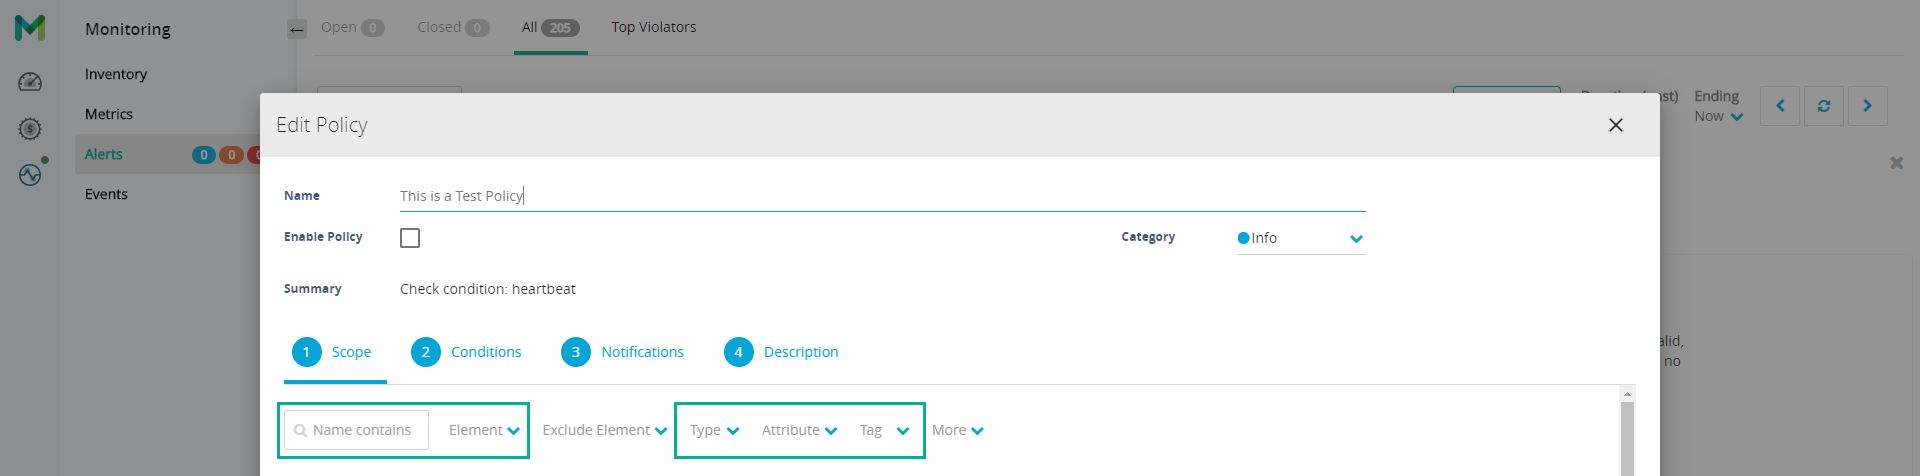 Monitoring
Open 0 Closed 0 All 205 Top Violators
Inventory
Metrics
Alerts 0 0
Events
Ending
Now
Edit Policy
Name This is a Test Policy
Enable Policy Category Info
Summary Check condition: heartbeat
1 Scope 2 Conditions 3 Notifications 4 Description
Name contains Element Exclude Element Type Attribute Tag More
no